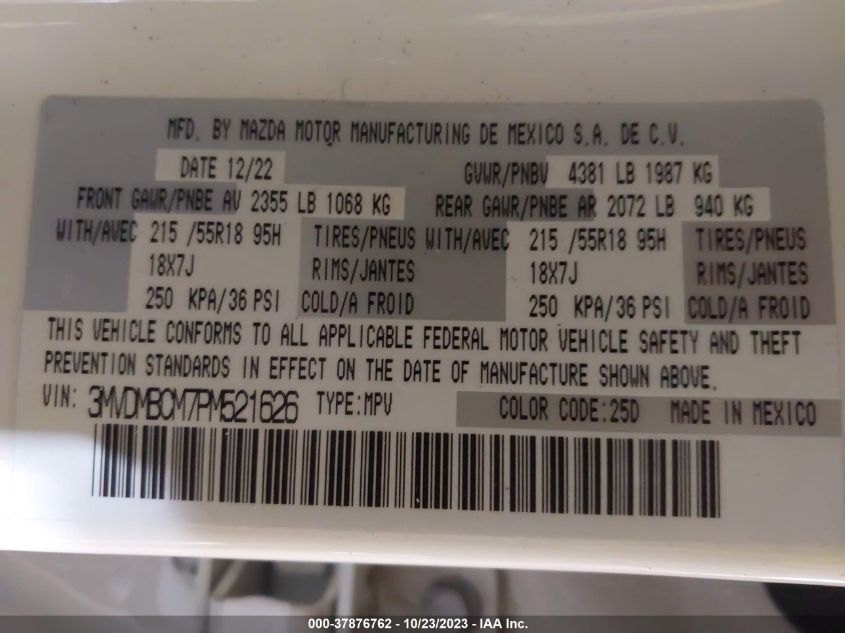 MFD. BY MAZDA MOTOR MANUFACTURING DE MEXICO S.A. DE C.V.
DATE 12/22 GVWR/PNBV 4381 LB 1987 KG
FRONT GAWR/PNBE AV 2355 LB 1068 KG REAR GAWR/PNBE AR 2072 LB 940 KG
WITH/AVEC 215 /55R18 95H TIRES/PNEUS WITH/AVEC 215 /55R18 95H TIRES/PNEUS
18X7J RIMS/JANTES 18X7J RIMS/JANTES
250 KPA/36 PSI COLD/A FROID 250 KPA/36 PSI COLD/A FROID
THIS VEHICLE CONFORMS TO ALL APPLICABLE FEDERAL MOTOR VEHICLE SAFETY AND THEFT
PREVENTION STANDARDS IN EFFECT ON THE DATE OF MANUFACTURE SHOWN ABOVE.
VIN: 3MVDMBCM7PM521626 TYPE:MPV COLOR CODE:25D MADE IN MEXICO
000-37876762 - 10/23/2023 - IAA Inc.